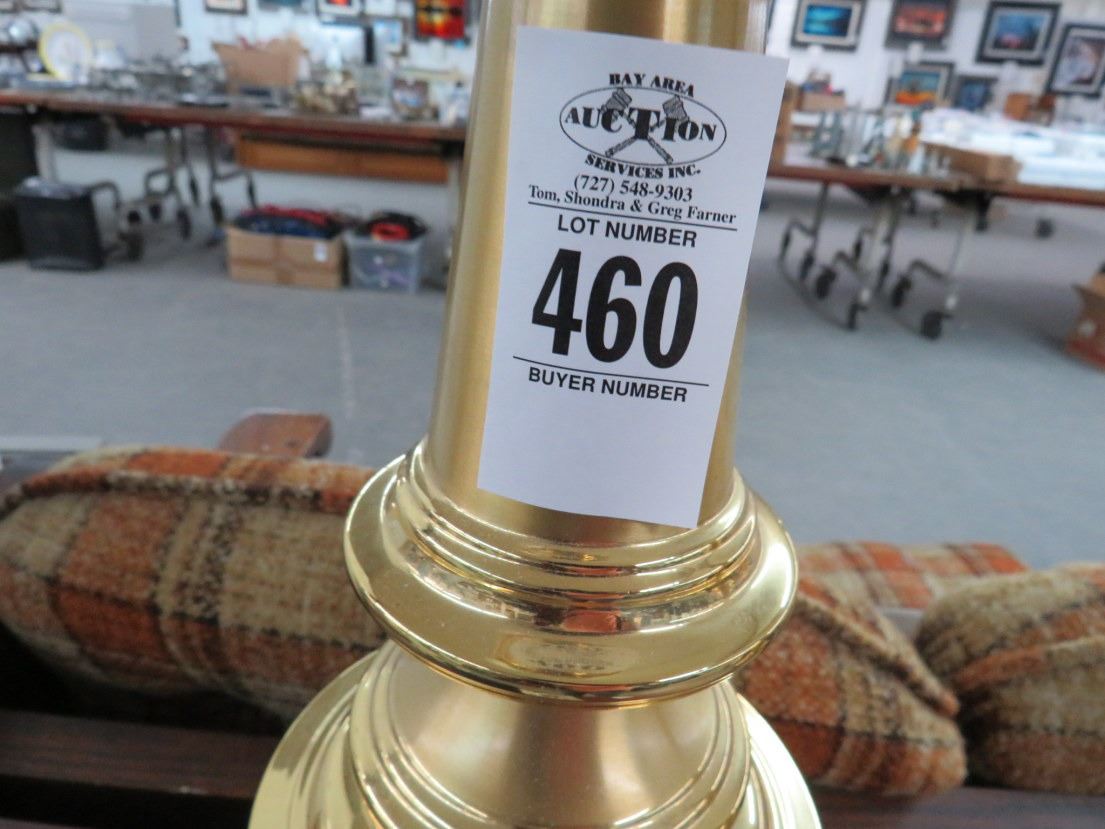 BAY AREA
AUCTION
SERVICES INC.
(727) 548-9303
Tom, Shondra & Greg Farner
LOT NUMBER
460
BUYER NUMBER